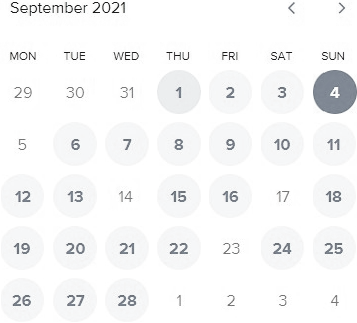 September 2021 < >
MON TUE WED THU FRI SAT SUN
29 30 31 1 2 3 4
5 6 7 8 9 10 11
12 13 14 15 16 17 18
19 20 21 22 23 24 25
26 27 28 1 2 3 4